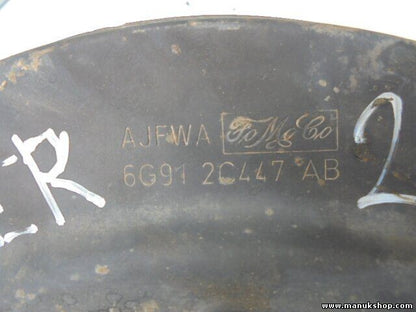 AJFWA FoMoCo
6G91 2C447 AB
ER 2
www.manukshop.com